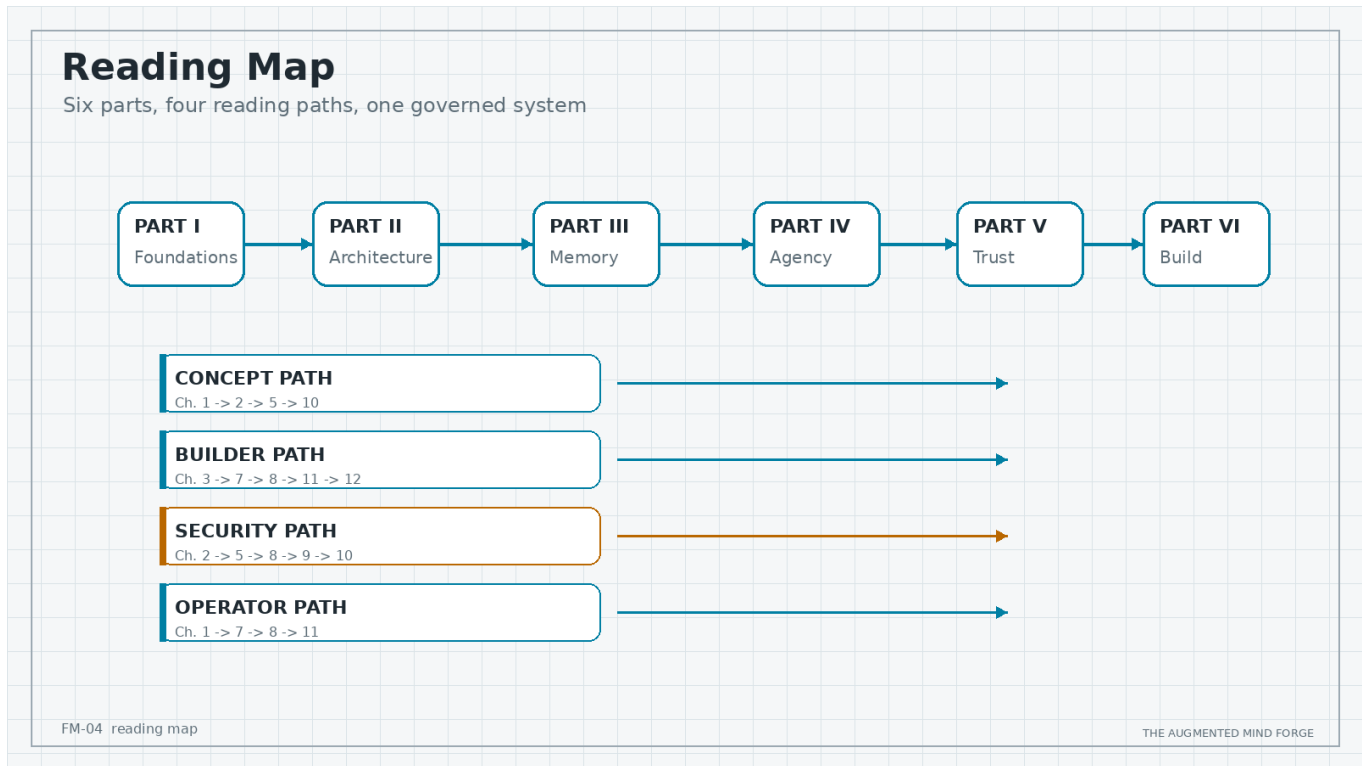 Reading Map
Six parts, four reading paths, one governed system
PART I
Foundations
PART II
Architecture
PART III
Memory
PART IV
Agency
PART V
Trust
PART VI
Build
CONCEPT PATH
Ch. 1 -> 2 -> 5 -> 10
BUILDER PATH
Ch. 3 -> 7 -> 8 -> 11 -> 12
SECURITY PATH
Ch. 2 -> 5 -> 8 -> 9 -> 10
OPERATOR PATH
Ch. 1 -> 7 -> 8 -> 11
FM-04  reading map
THE AUGMENTED MIND FORGE